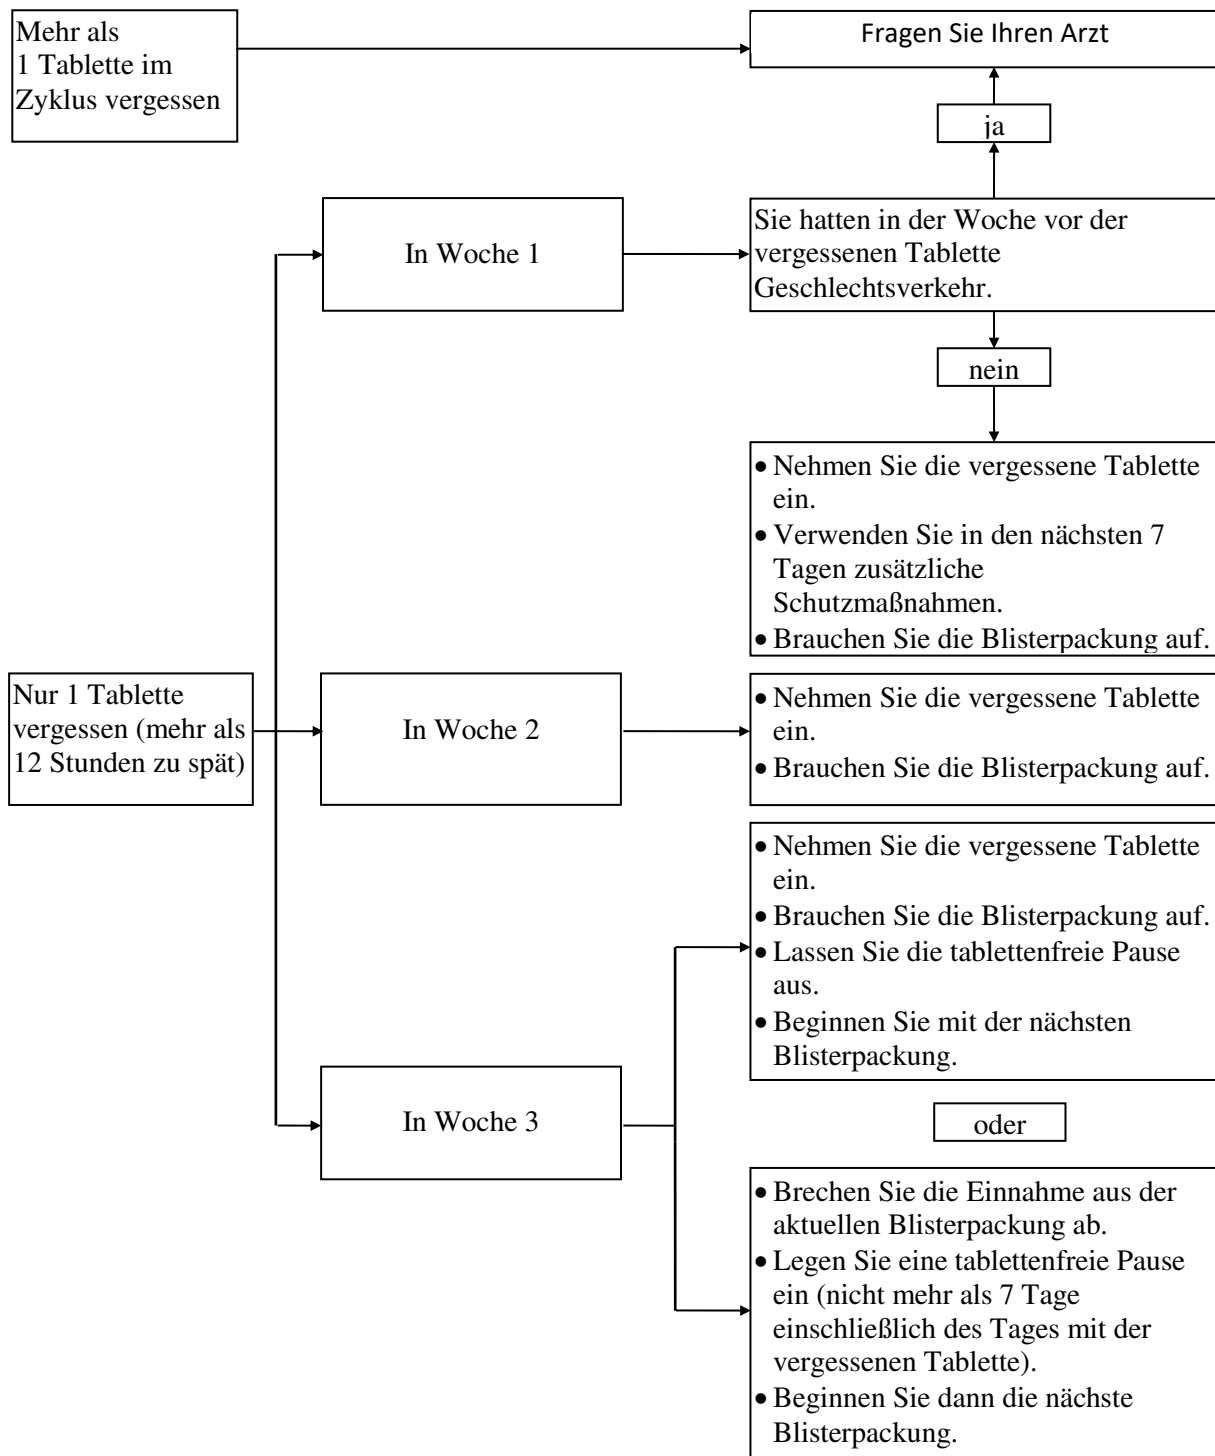 Mehr als
1 Tablette im
Zyklus vergessen
Fragen Sie Ihren Arzt
ja
In Woche 1
Sie hatten in der Woche vor der
vergessenen Tablette
Geschlechtsverkehr.
nein
• Nehmen Sie die vergessene Tablette
ein.
• Verwenden Sie in den nächsten 7
Tagen zusätzliche
Schutzmaßnahmen.
• Brauchen Sie die Blisterpackung auf.
Nur 1 Tablette
vergessen (mehr als
12 Stunden zu spät)
In Woche 2
• Nehmen Sie die vergessene Tablette
ein.
• Brauchen Sie die Blisterpackung auf.
In Woche 3
• Nehmen Sie die vergessene Tablette
ein.
• Brauchen Sie die Blisterpackung auf.
• Lassen Sie die tablettenfreie Pause
aus.
• Beginnen Sie mit der nächsten
Blisterpackung.
oder
• Brechen Sie die Einnahme aus der
aktuellen Blisterpackung ab.
• Legen Sie eine tablettenfreie Pause
ein (nicht mehr als 7 Tage
einschließlich des Tages mit der
vergessenen Tablette).
• Beginnen Sie dann die nächste
Blisterpackung.